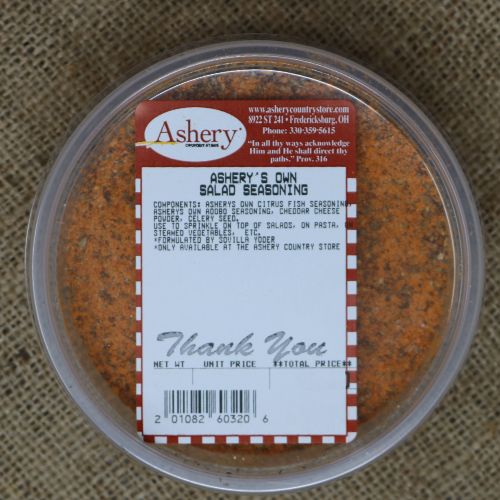 Ashery
COUNTRY STORE
www.asherycountrystore.com
8922 ST 241 • Fredericksburg, OH
Phone: 330-359-5615
"In all thy ways acknowledge
Him and He shall direct thy
paths." Prov. 316
ASHERY'S OWN
SALAD SEASONING
COMPONENTS: ASHERYS OWN CITRUS FISH SEASONING,
ASHERYS OWN ADOBO SEASONING, CHEDDAR CHEESE
POWDER, CELERY SEED.
USE TO SPRINKLE ON TOP OF SALADS, ON PASTA,
STEAMED VEGETABLES, ETC.
*FORMULATED BY SOVILLA YODER
*ONLY AVAILABLE AT THE ASHERY COUNTRY STORE
Thank You
NET WT UNIT PRICE **TOTAL PRICE**
2 01082 60320 6